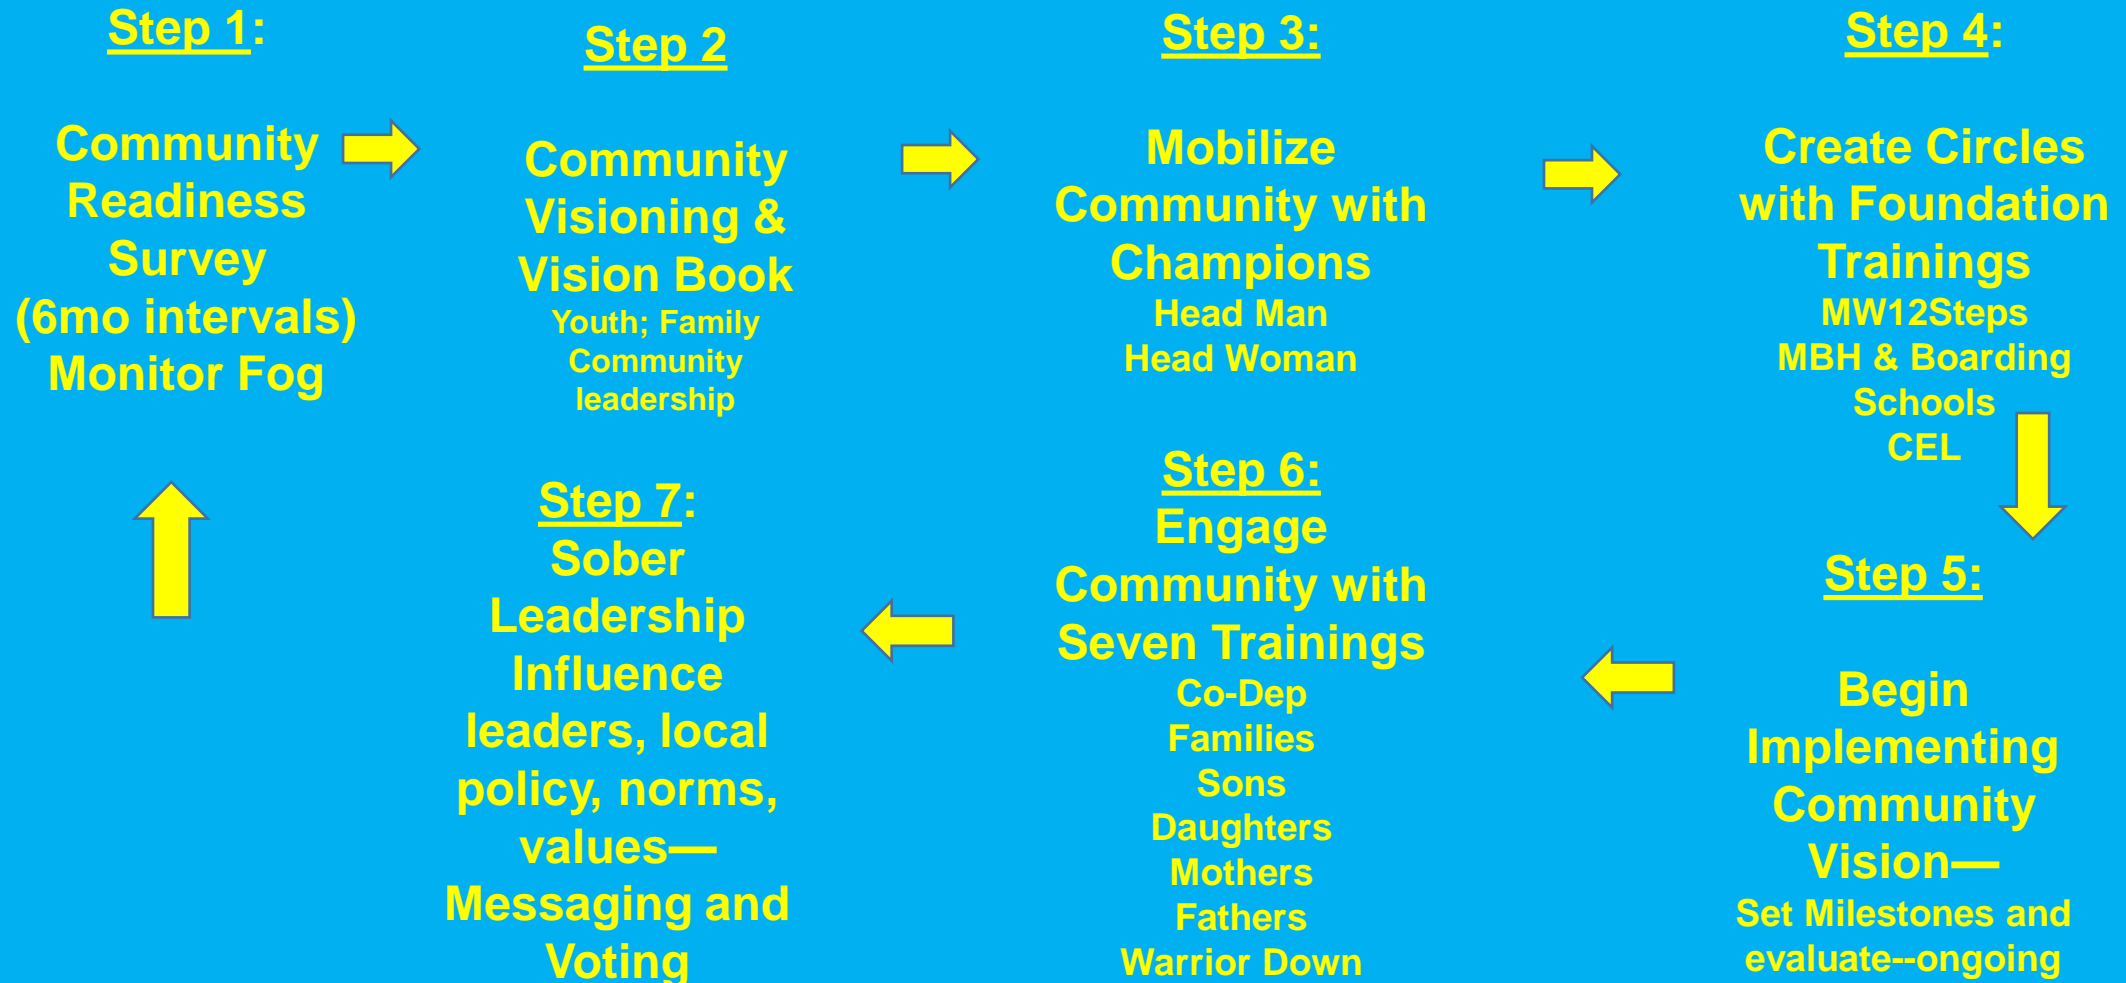 Step 1:
Community
Readiness
Survey
(6mo intervals)
Monitor Fog
Step 2
Community
Visioning &
Vision Book
Youth; Family
Community
leadership
Step 3:
Mobilize
Community with
Champions
Head Man
Head Woman
Step 4:
Create Circles
with Foundation
Trainings
MW12Steps
MBH & Boarding
Schools
CEL
Step 5:
Begin
Implementing
Community
Vision—
Set Milestones and
evaluate--ongoing
Step 6:
Engage
Community with
Seven Trainings
Co-Dep
Families
Sons
Daughters
Mothers
Fathers
Warrior Down
Step 7:
Sober
Leadership
Influence
leaders, local
policy, norms,
values—
Messaging and
Voting